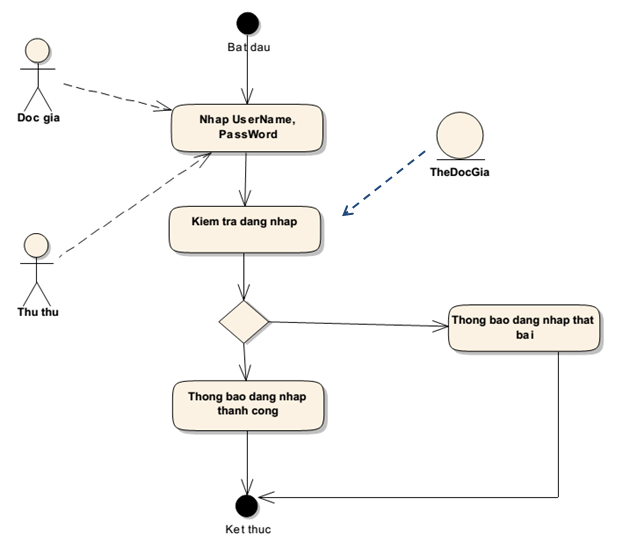 Bat dau
Doc gia
Nhap UserName,
PassWord
TheDocGia
Kiem tra dang nhap
Thu thu
Thong bao dang nhap that
bai
Thong bao dang nhap
thanh cong
Ket thuc